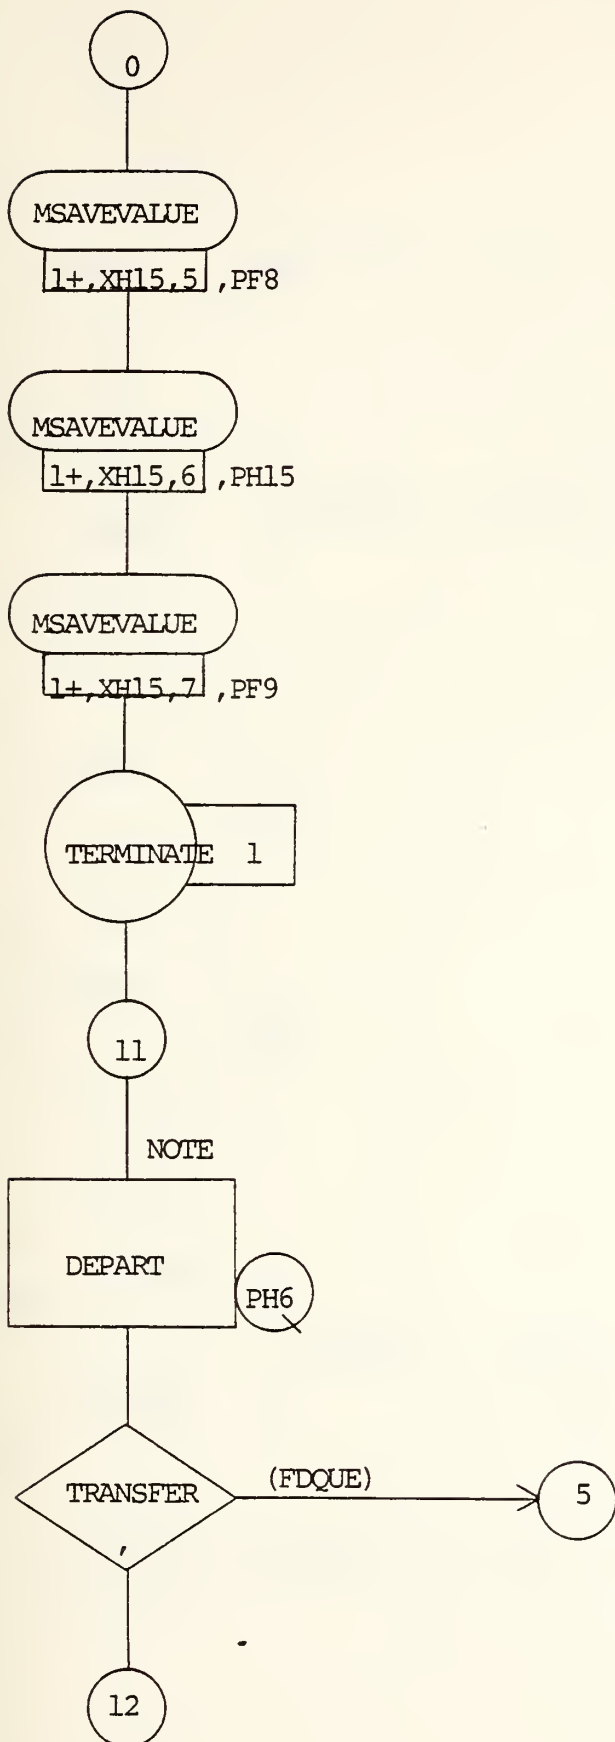 0
MSAVEVALUE
1+,XH15,5 ,PF8
MSAVEVALUE
1+,XH15,6 ,PH15
MSAVEVALUE
1+,XH15,7 ,PF9
TERMINATE 1
11
NOTE
DEPART
PH6
TRANSFER
,
(FDQUE)
5
12